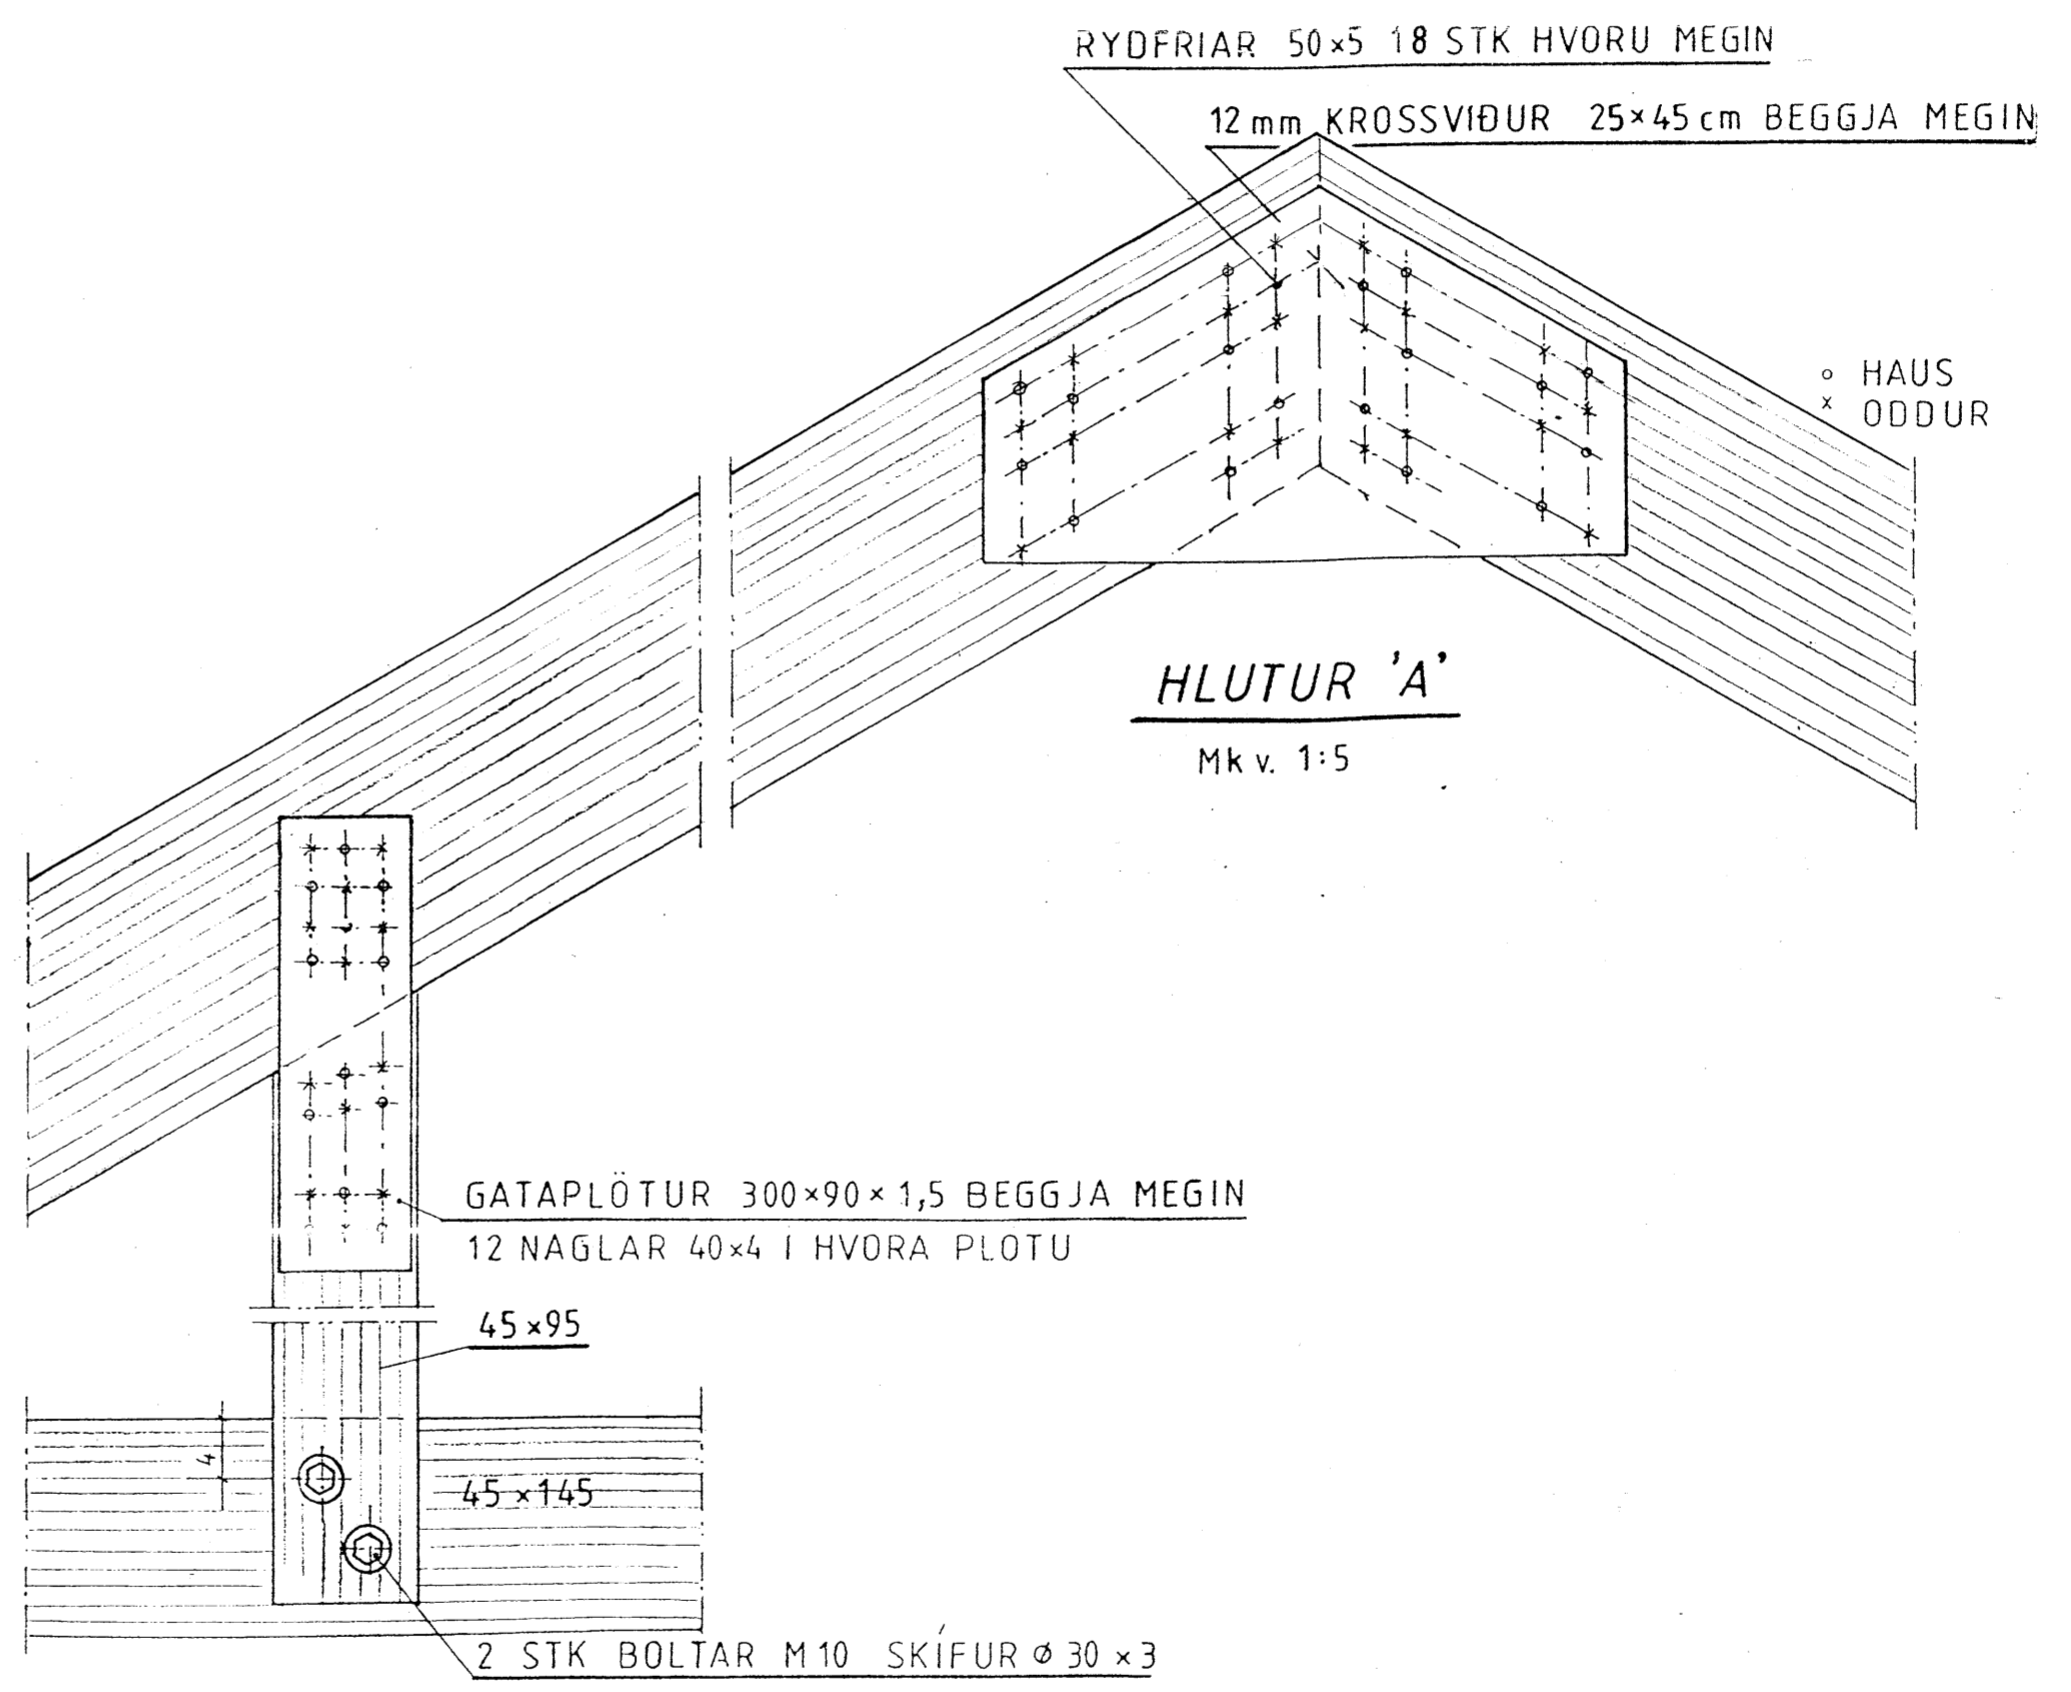 RYDFRIAR 50×5 18 STK HVORU MEGIN
12 mm KROSSVIÐUR 25×45 cm BEGGJA MEGIN
o HAUS
x ODDUR
HLUTUR 'A'
Mkv. 1:5
GATAPLÖTUR 300×90×1,5 BEGGJA MEGIN
12 NAGLAR 40×4 Í HVORA PLOTU
45×95
4
45×145
2 STK BOLTAR M10 SKÍFUR ø 30×3